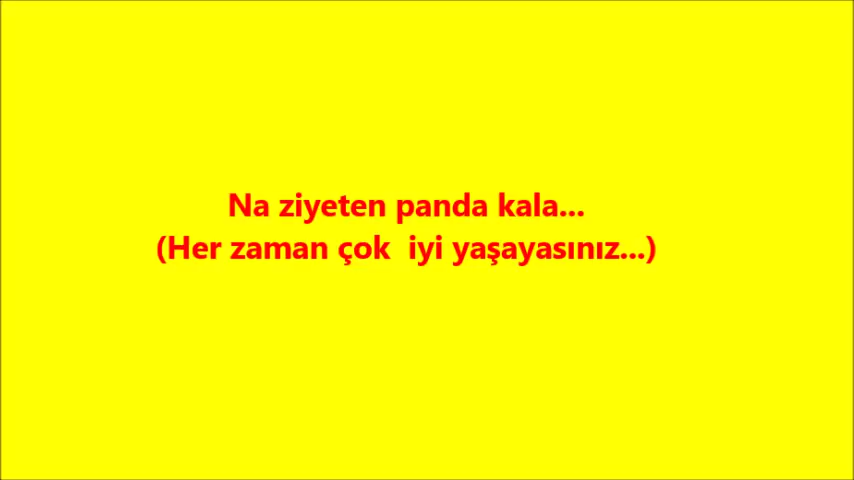 Na ziyeten panda kala...
(Her zaman çok  iyi yaşayasınız...)